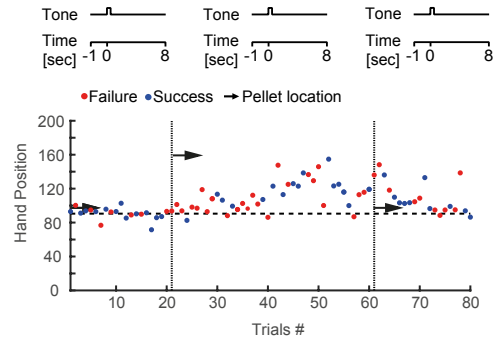 Tone Tone Tone
Time Time Time
[sec] -1 0 8 [sec] -1 0 8 [sec] -1 0 8
Failure Success Pellet location
200
160
120
80
40
0
Hand Position
10 20 30 40 50 60 70 80
Trials #